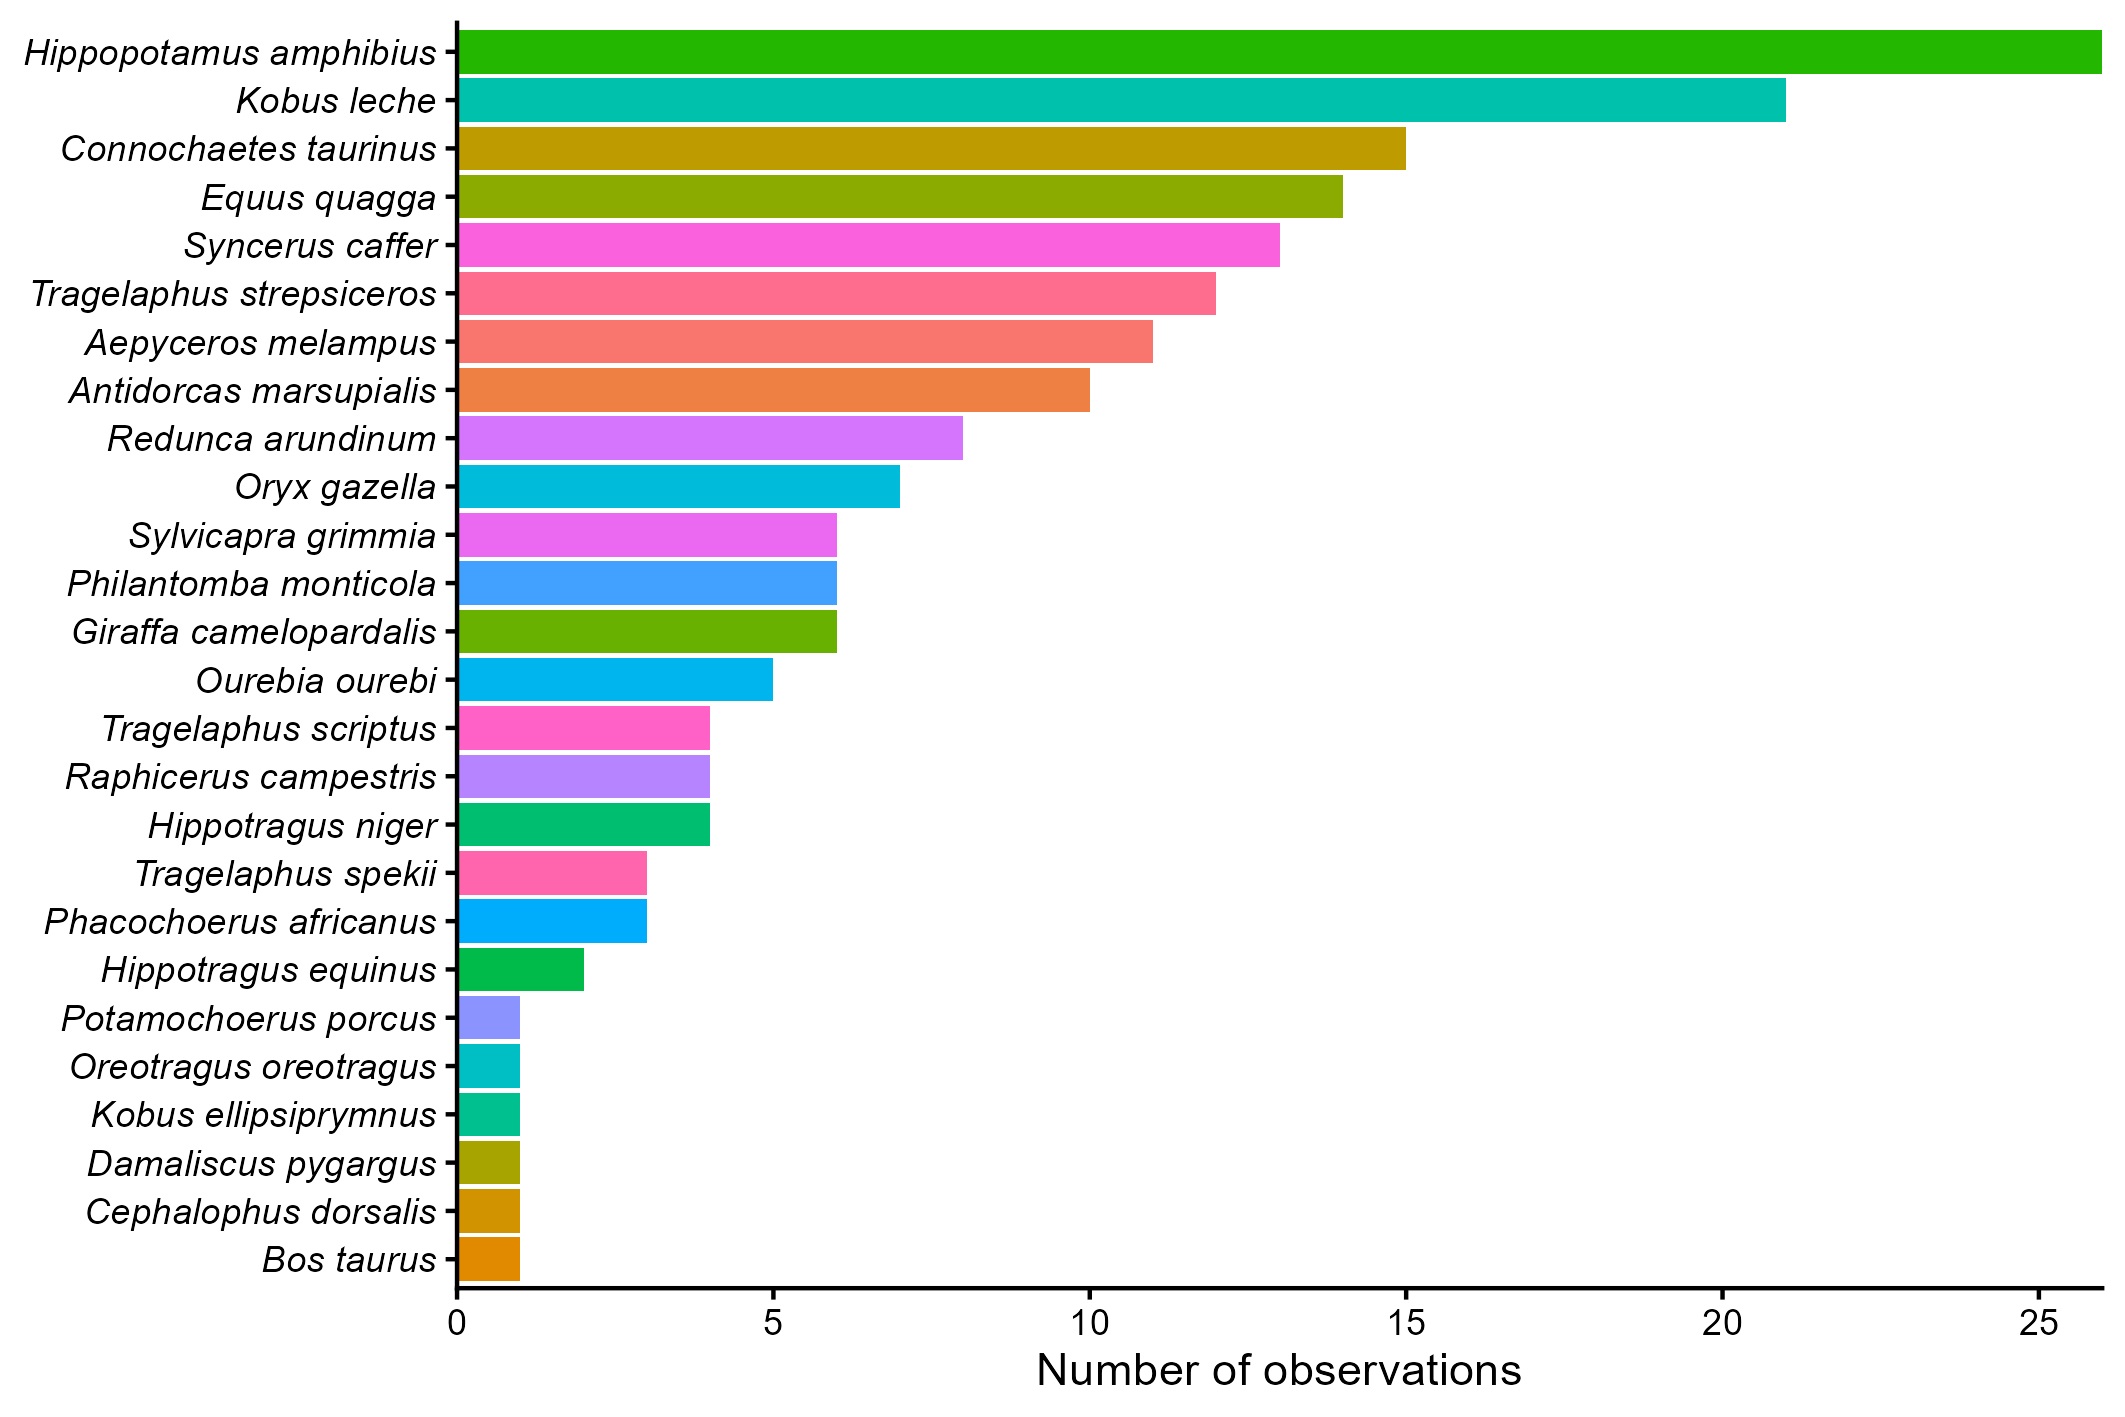 Hippopotamus amphibius
Kobus leche
Connochaetes taurinus
Equus quagga
Syncerus caffer
Tragelaphus strepsiceros
Aepyceros melampus
Antidorcas marsupialis
Redunca arundinum
Oryx gazella
Sylvicapra grimmia
Philantomba monticola
Giraffa camelopardalis
Ourebia ourebi
Tragelaphus scriptus
Raphicerus campestris
Hippotragus niger
Tragelaphus spekii
Phacochoerus africanus
Hippotragus equinus
Potamochoerus porcus
Oreotragus oreotragus
Kobus ellipsiprymnus
Damaliscus pygargus
Cephalophus dorsalis
Bos taurus
0 5 10 15 20 25
Number of observations